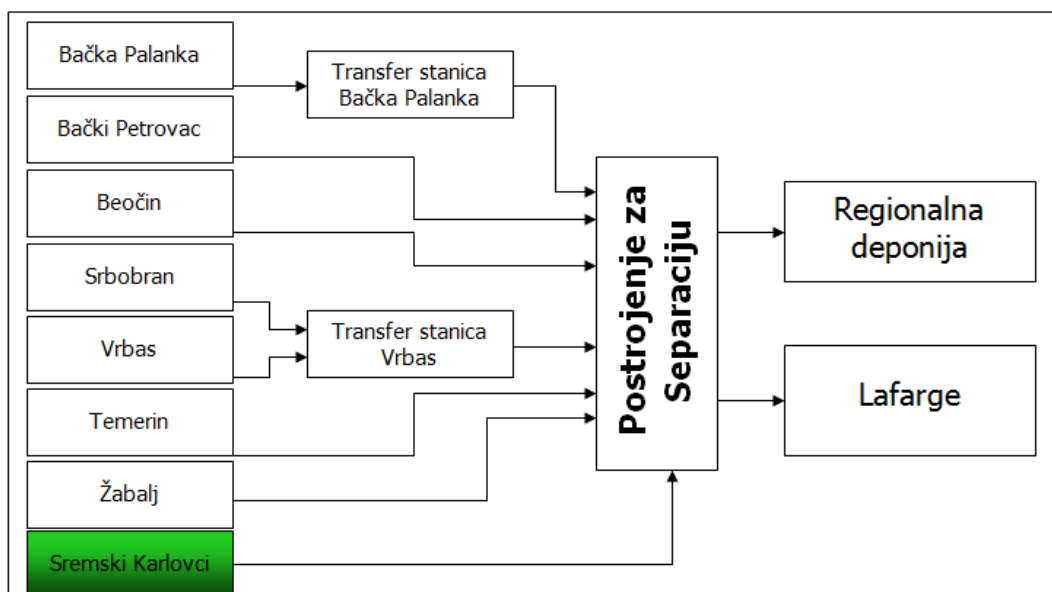 Bačka Palanka
Bački Petrovac
Beočin
Srbobran
Vrbas
Temerin
Žabalj
Sremski Karlovci
Transfer stanica
Bačka Palanka
Transfer stanica
Vrbas
Postrojenje za
Separaciju
Regionalna
deponija
Lafarge